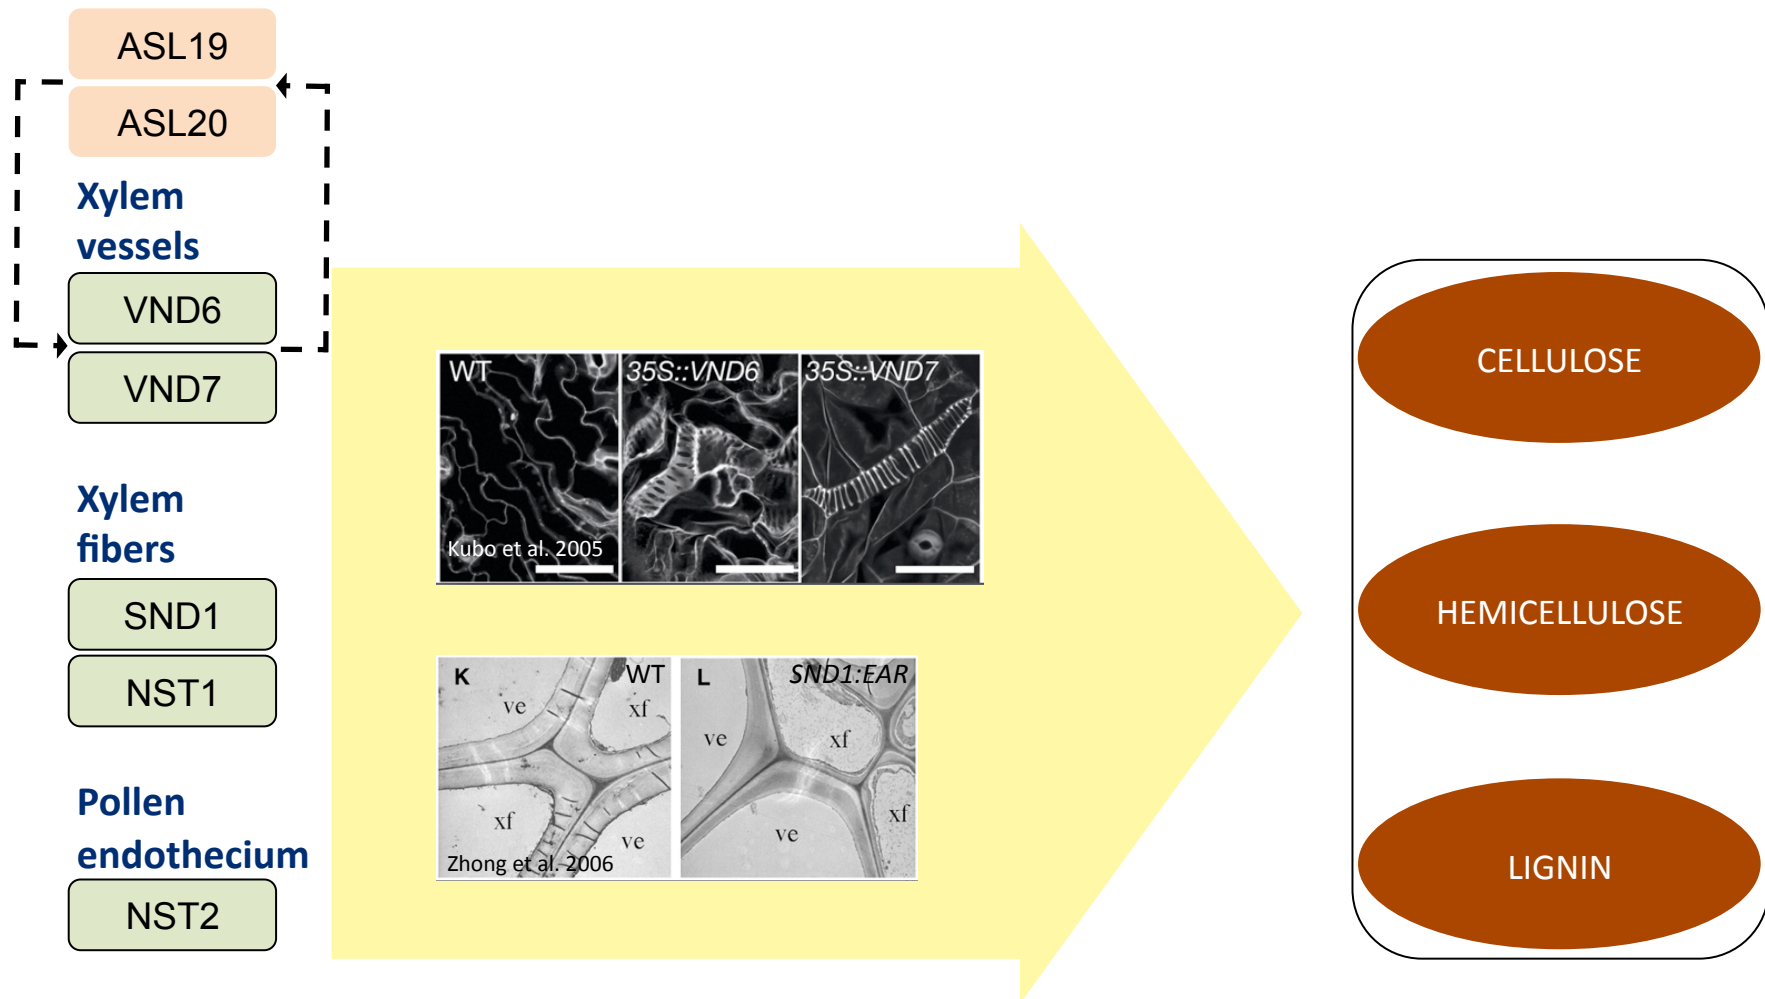 ASL19
ASL20
Xylem
vessels
VND6
VND7
Xylem
fibers
SND1
NST1
Pollen
endothecium
NST2
WT
35S::VND6
35S::VND7
Kubo et al. 2005
K
WT
ve
xf
xf
ve
Zhong et al. 2006
L
SND1:EAR
ve
xf
xf
ve
CELLULOSE
HEMICELLULOSE
LIGNIN